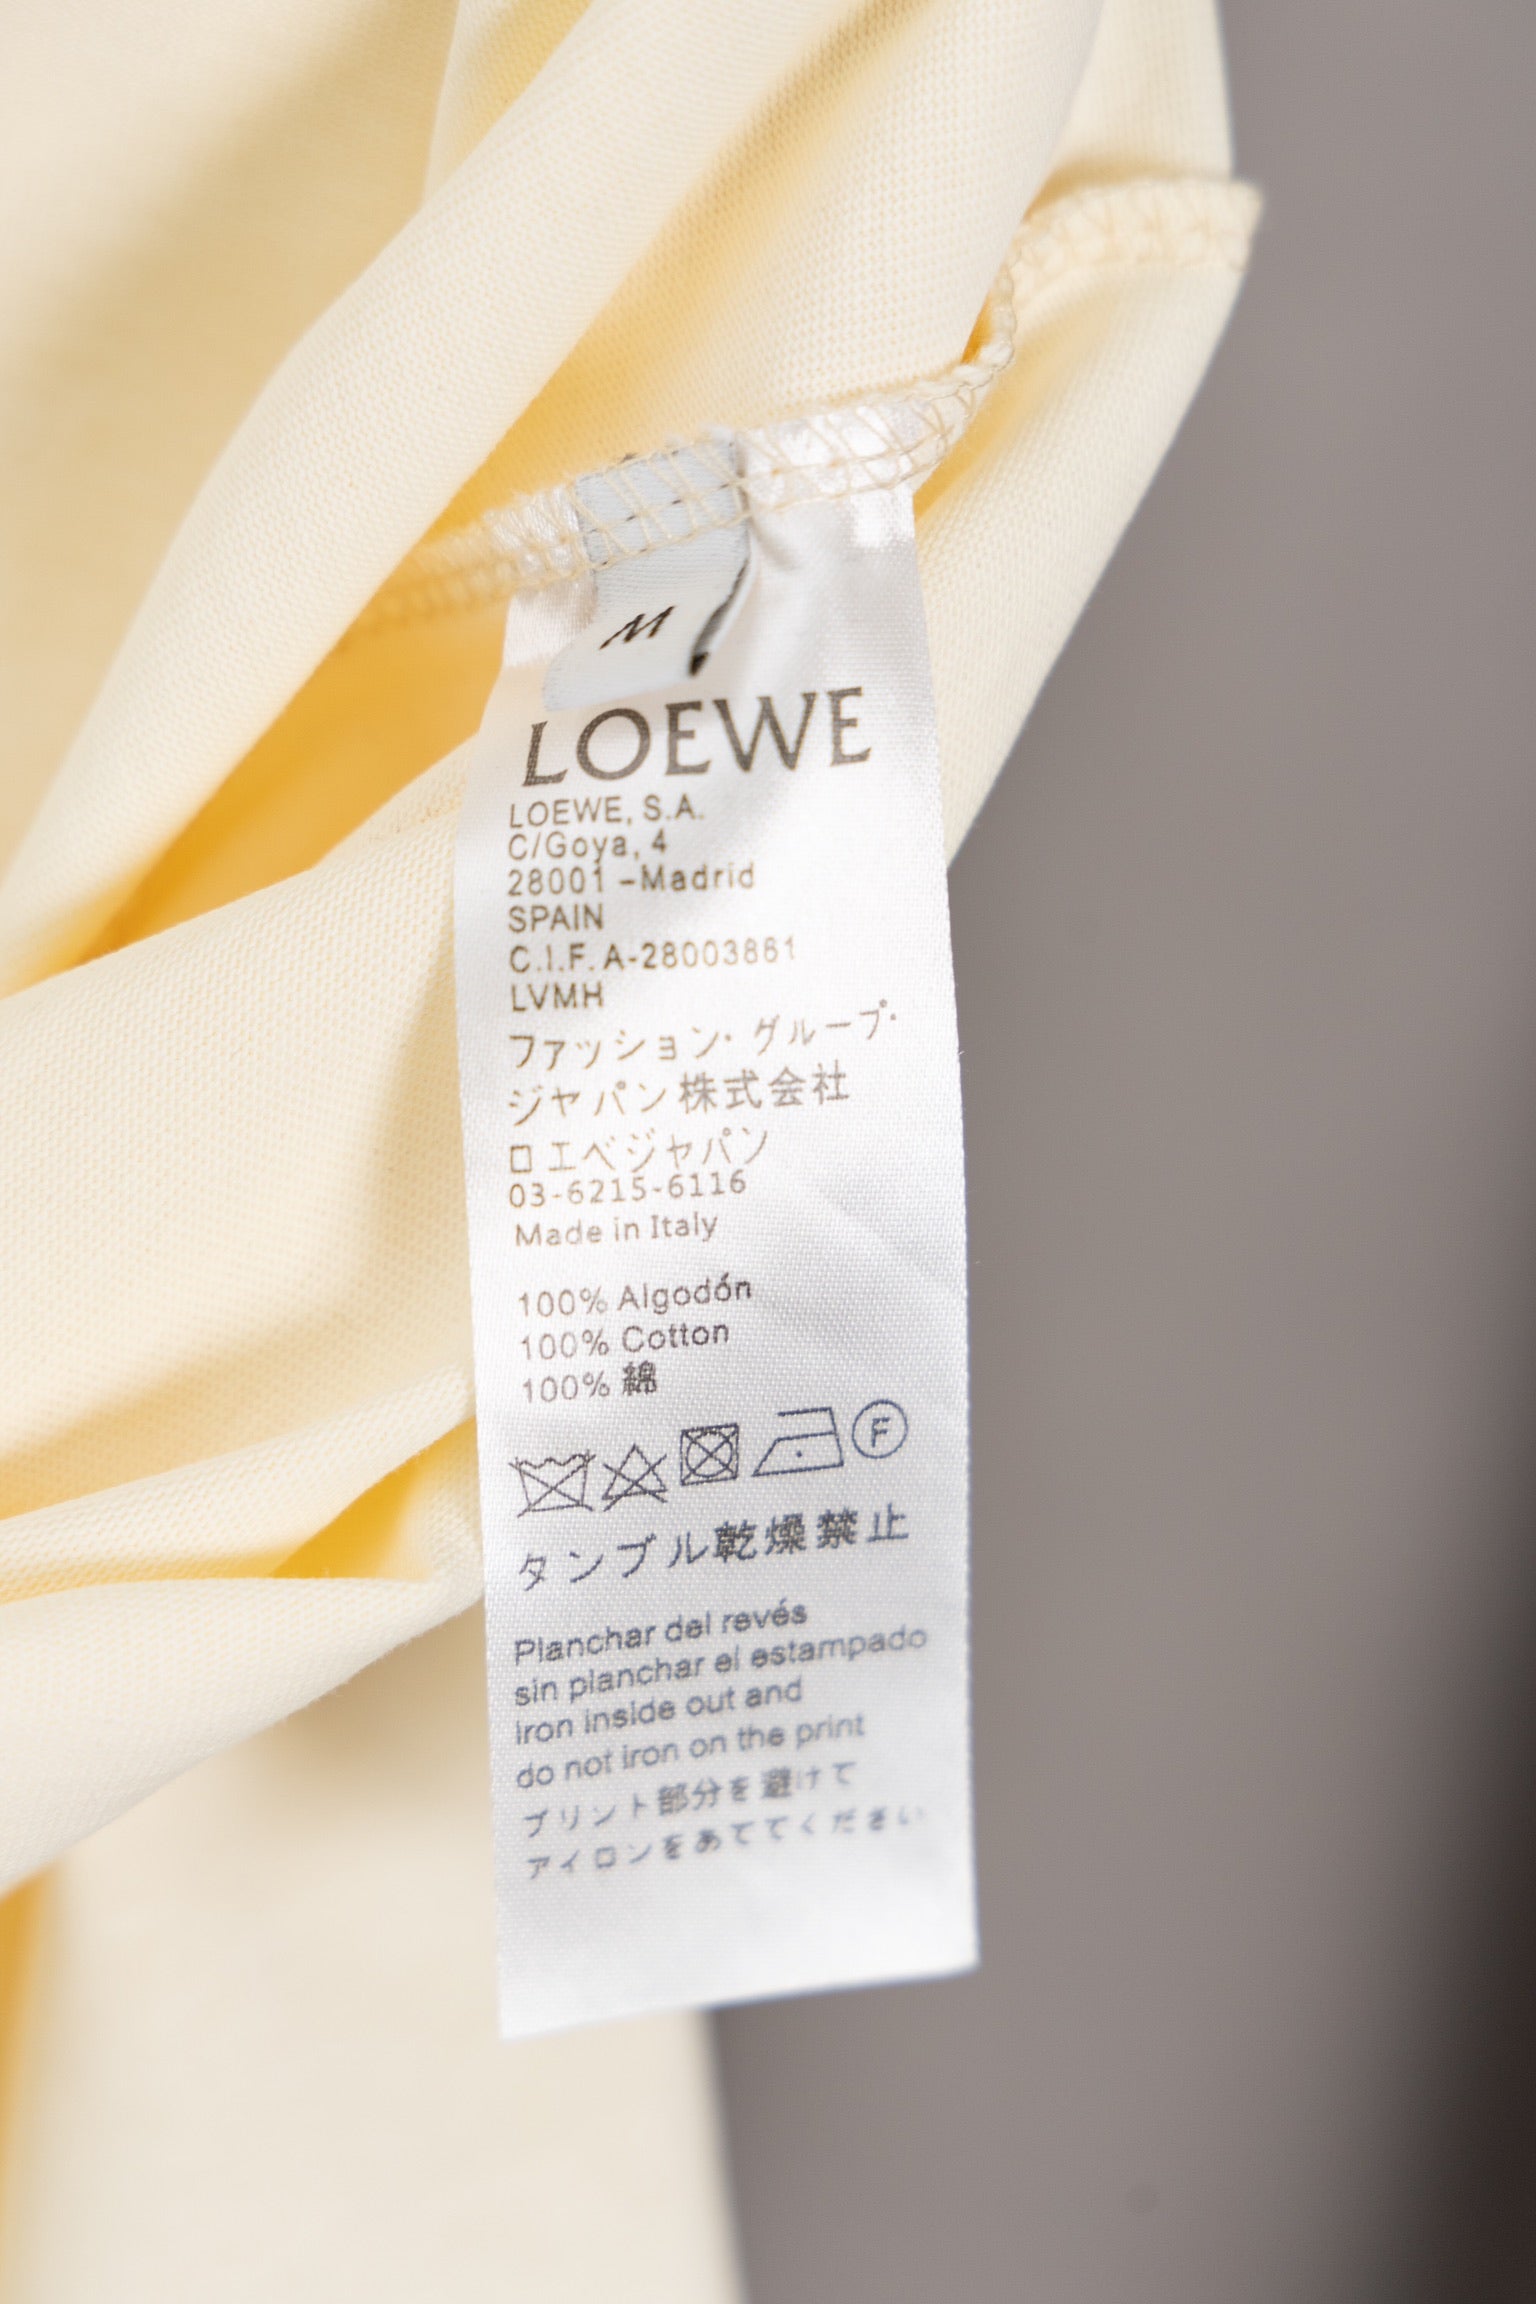 M
LOEWE
LOEWE, S.A.
C/Goya, 4
28001 –Madrid
SPAIN
C.I.F. A-28003861
LVMH
ファッション・グループ・
ジャパン株式会社
ロエベジャパン
03-6215-6116
Made in Italy
100% Algodón
100% Cotton
100% 綿
F
タンブル乾燥禁止
Planchar del revés
sin planchar el estampado
iron inside out and
do not iron on the print
プリント部分を避けて
アイロンをあててください